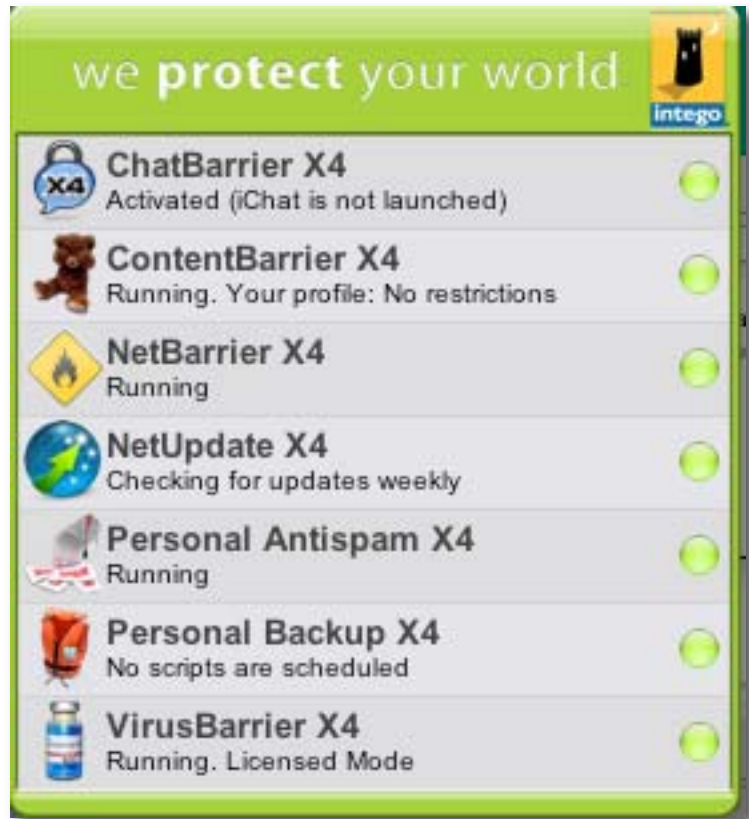 we protect your world
intego
ChatBarrier X4
X4
Activated (iChat is not launched)
ContentBarrier X4
Running. Your profile: No restrictions
NetBarrier X4
Running
NetUpdate X4
Checking for updates weekly
Personal Antispam X4
Running
Personal Backup X4
No scripts are scheduled
VirusBarrier X4
Running. Licensed Mode